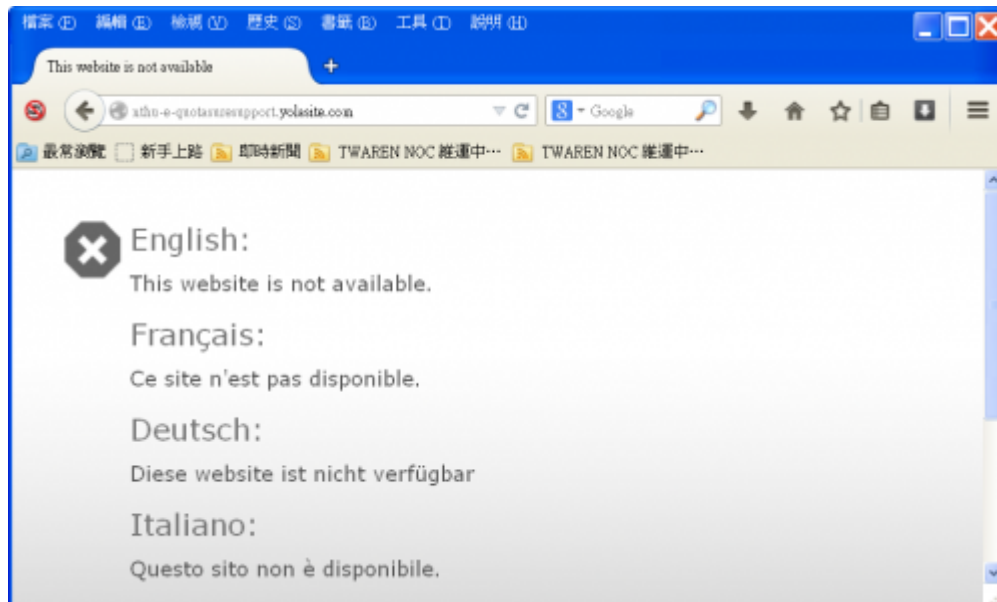 檔案(F) 編輯(E) 檢視(V) 歷史(S) 書籤(B) 工具(T) 說明(H)
This website is not available
.yolasite.com Google
最常瀏覽 新手上路 即時新聞 TWAREN NOC 維運中… TWAREN NOC 維運中…
English:
This website is not available.
Français:
Ce site n'est pas disponible.
Deutsch:
Diese website ist nicht verfügbar
Italiano:
Questo sito non è disponibile.